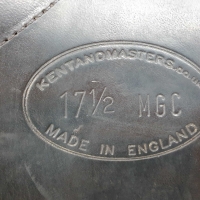 KENTANDMASTERS.CO.UK
17½ MGC
MADE IN ENGLAND